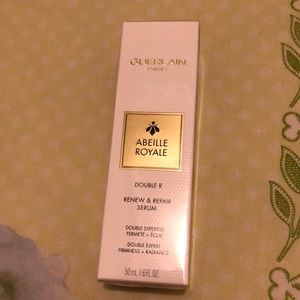 GUERLAIN
PARIS
ABEILLE
ROYALE
DOUBLE R
RENEW & REPAIR
SERUM
DOUBLE EXPERTISE
FERMETÉ + ÉCLAT
DOUBLE EXPERT
FIRMNESS + RADIANCE
50 ml 1.6 FL.OZ.